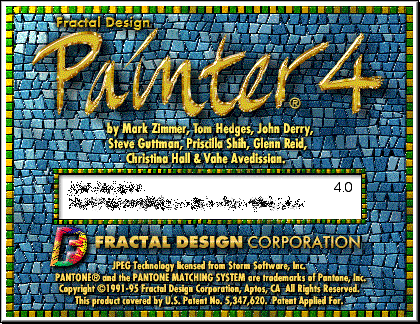 Fractal Design
Painter 4®
by Mark Zimmer, Tom Hedges, John Derry,
Steve Guttman, Priscilla Shih, Glenn Reid,
Christina Hall & Vahe Avedissian.
4.0
FRACTAL DESIGN CORPORATION
JPEG Technology licensed from Storm Software, Inc.
PANTONE® and the PANTONE MATCHING SYSTEM are trademarks of Pantone, Inc.
Copyright ©1991-95 Fractal Design Corporation, Aptos, CA All Rights Reserved.
This product covered by U.S. Patent No. 5,347,620. Patent Applied For.